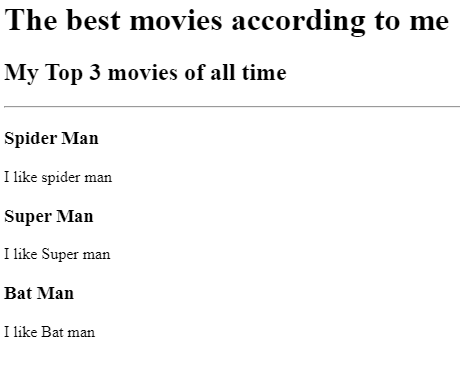 The best movies according to me
My Top 3 movies of all time
Spider Man
I like spider man
Super Man
I like Super man
Bat Man
I like Bat man